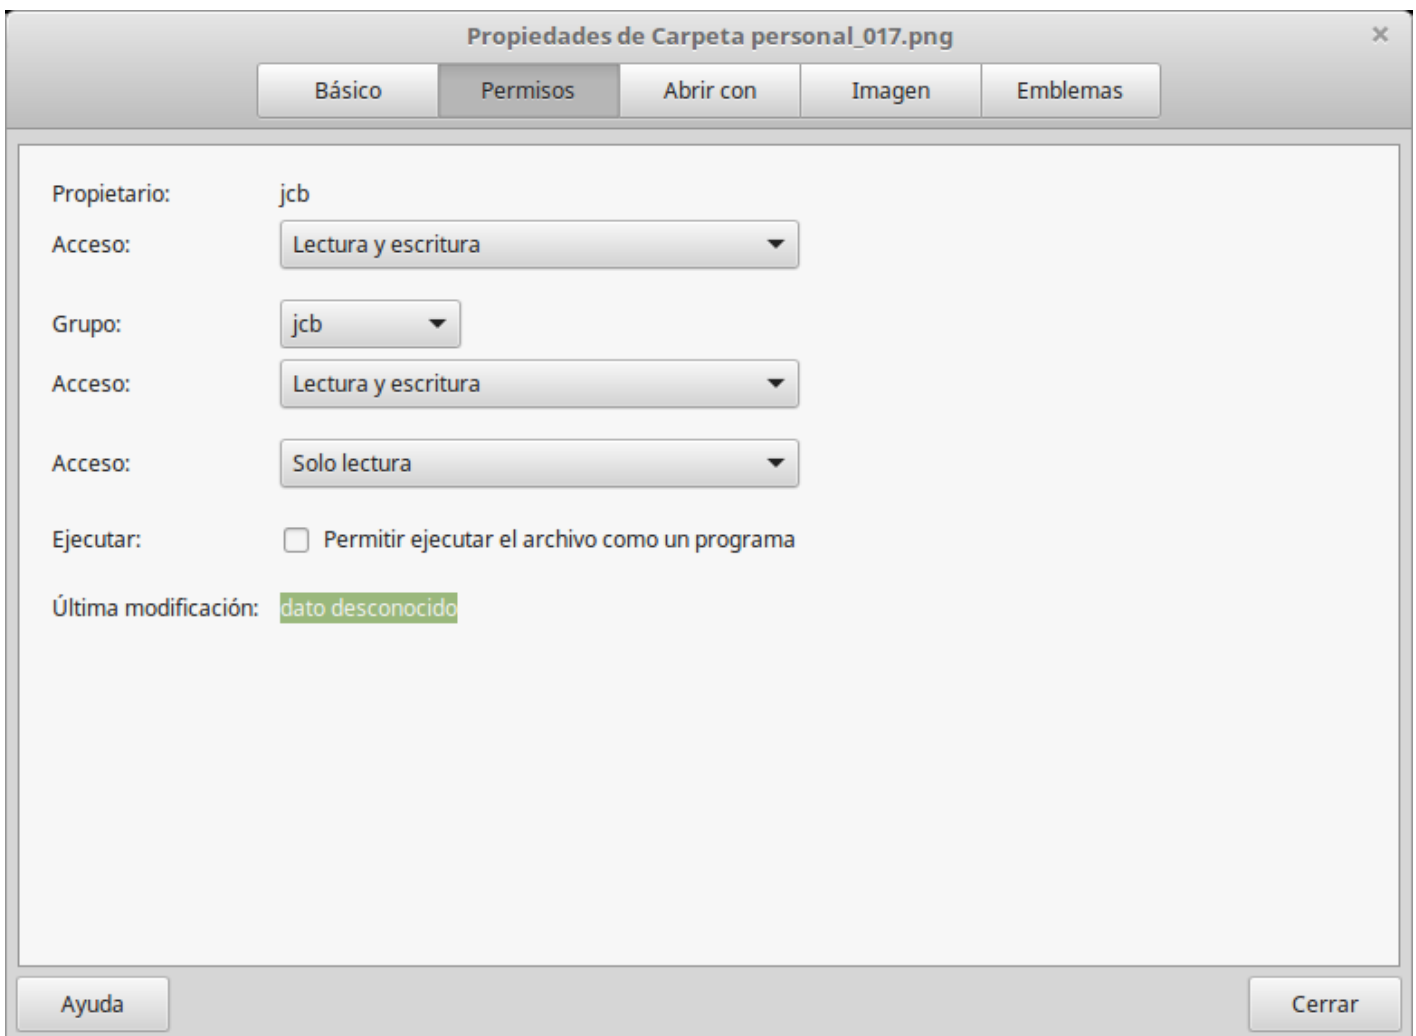 Propiedades de Carpeta personal_017.png
Básico Permisos Abrir con Imagen Emblemas
Propietario: jcb
Acceso: Lectura y escritura
Grupo: jcb
Acceso: Lectura y escritura
Acceso: Solo lectura
Ejecutar: Permitir ejecutar el archivo como un programa
Última modificación: dato desconocido
Ayuda Cerrar